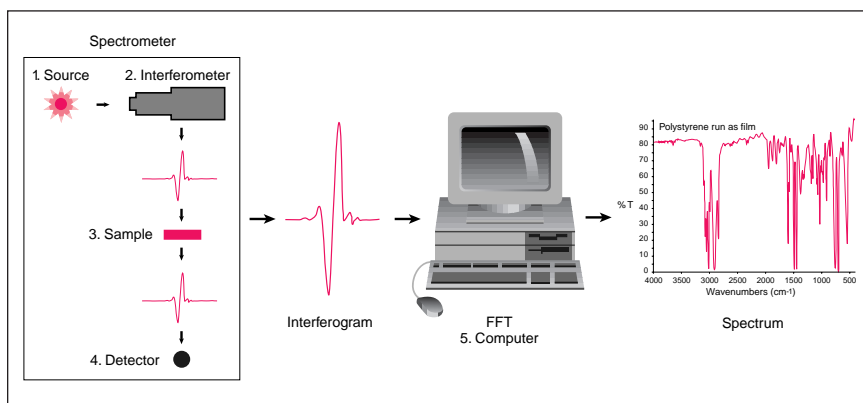 Spectrometer
1. Source
2. Interferometer
3. Sample
4. Detector
Interferogram
FFT
5. Computer
Polystyrene run as film
90
80
70
60
50
40
30
20
10
0
% T
4000 3500 3000 2500 2000 1500 1000 500
Wavenumbers (cm-1)
Spectrum